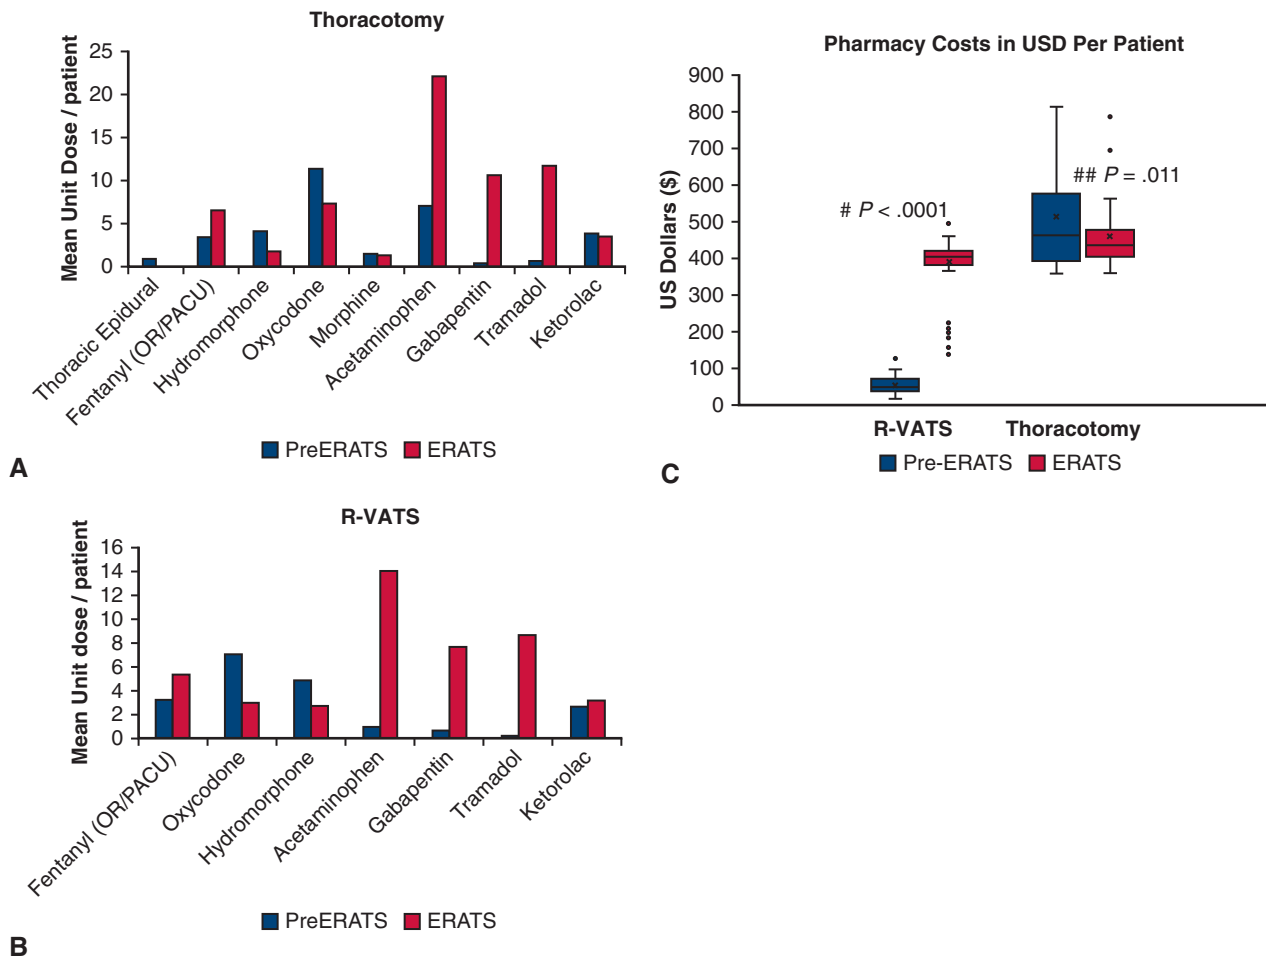 Thoracotomy
Mean Unit Dose / patient
25
20
15
10
5
0
Thoracic Epidural
Fentanyl (OR/PACU)
Hydromorphone
Oxycodone
Morphine
Acetaminophen
Gabapentin
Tramadol
Ketorolac
PreERATS ERATS
A
Pharmacy Costs in USD Per Patient
US Dollars ($)
900
800
700
600
500
400
300
200
100
0
# P < .0001
## P = .011
R-VATS Thoracotomy
Pre-ERATS ERATS
C
R-VATS
Mean Unit dose / patient
16
14
12
10
8
6
4
2
0
Fentanyl (OR/PACU)
Oxycodone
Hydromorphone
Acetaminophen
Gabapentin
Tramadol
Ketorolac
PreERATS ERATS
B